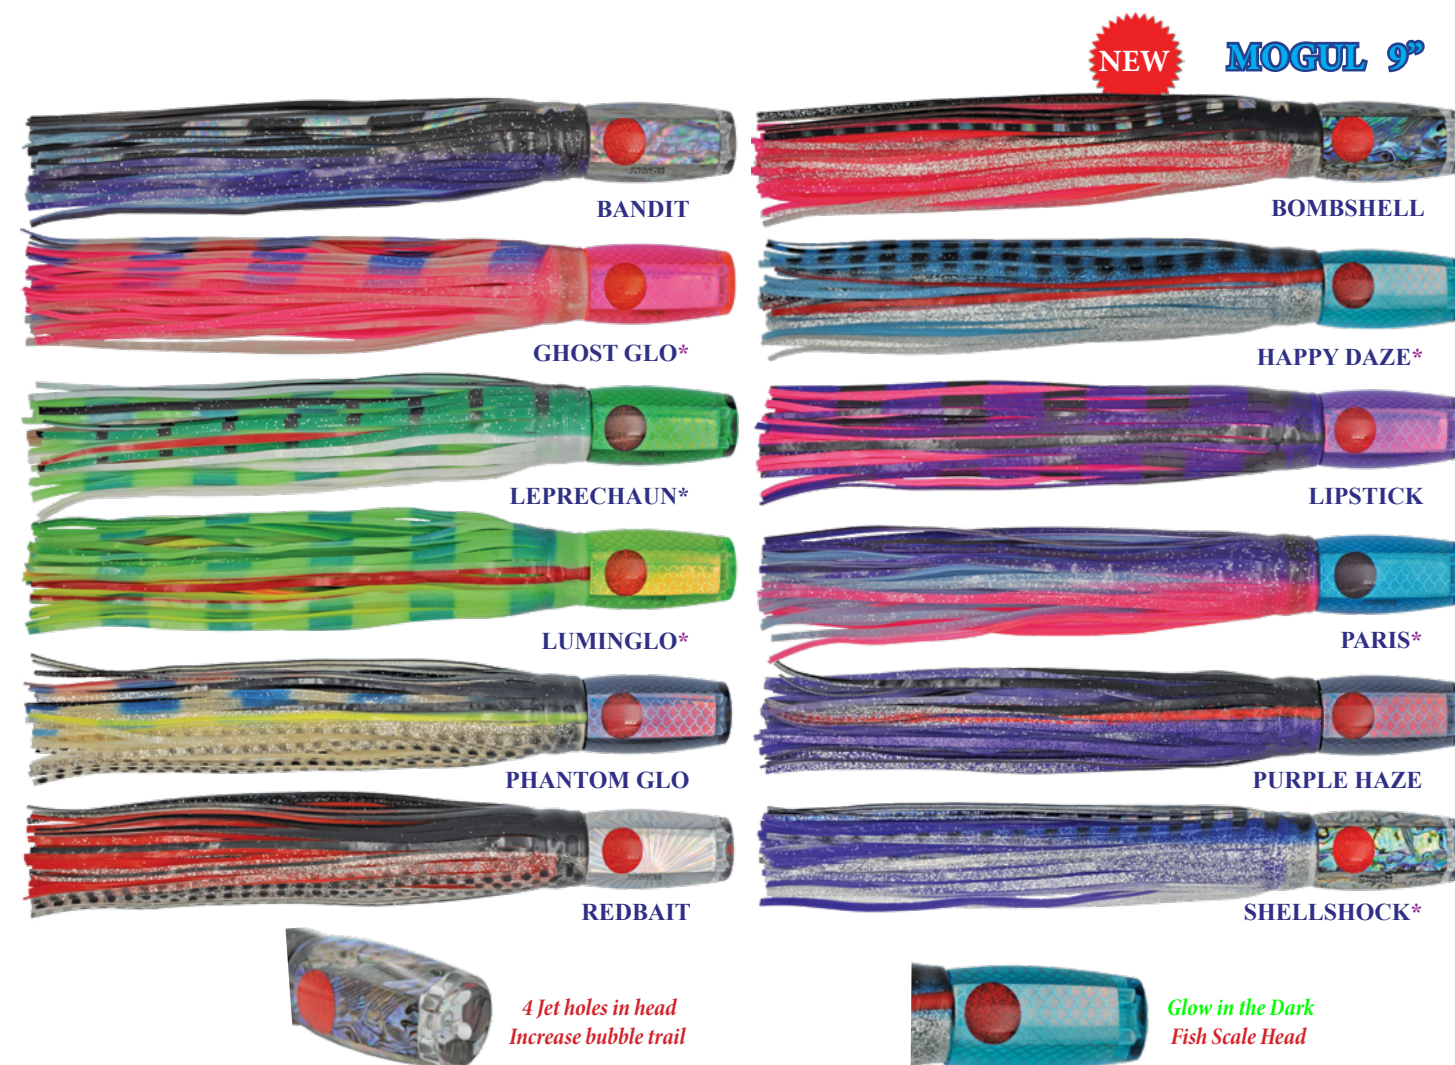 NEW
MOGUL 9”
BANDIT
BOMBSHELL
GHOST GLO*
HAPPY DAZE*
LEPRECHAUN*
LIPSTICK
LUMINGLO*
PARIS*
PHANTOM GLO
PURPLE HAZE
REDBAIT
SHELLSHOCK*
4 Jet holes in head
Increase bubble trail
Glow in the Dark
Fish Scale Head